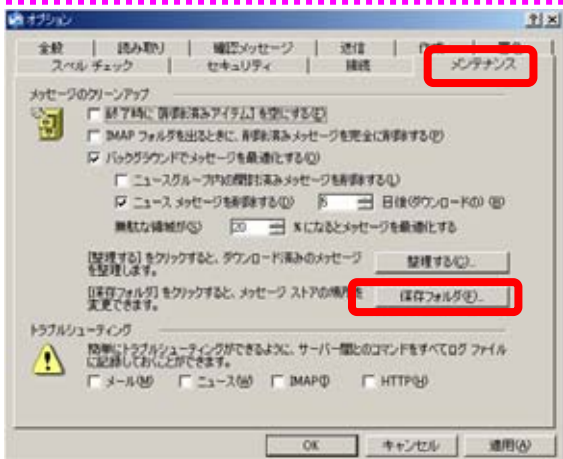 オプション
全般 読み取り 確認メッセージ 送信
スペル チェック セキュリティ 接続 メンテナンス
メッセージのクリーンアップ
終了時に [削除済みアイテム] を空にする(E)
IMAP フォルダを出るときに、削除済みメッセージを完全に削除する(P)
バックグラウンドでメッセージを最適化する(O)
ニュースグループ内の開封済みメッセージを削除する(L)
ニュース メッセージを削除する(D) 5 日後(ダウンロードの) (B)
無駄な領域が(S) 20 % になるとメッセージを最適化する
[整理する] をクリックすると、ダウンロード済みのメッセージ
を整理します。
整理する(C)...
[保存フォルダ] をクリックすると、メッセージ ストアの場所を
変更できます。
保存フォルダ(F)...
トラブルシューティング
簡単にトラブルシューティングができるように、サーバー間とのコマンドをすべてログ ファイル
に記録しておくことができます。
メール(M) ニュース(W) IMAP(I) HTTP(H)
OK キャンセル 適用(A)